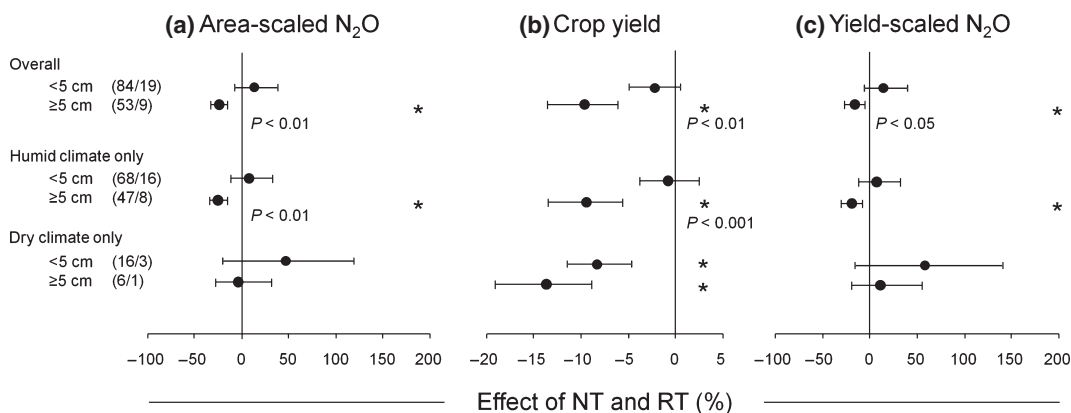 (a) Area-scaled N₂O (b) Crop yield (c) Yield-scaled N₂O
Overall
<5 cm (84/19)
≥5 cm (53/9) * * *
P < 0.01 P < 0.01 P < 0.05
Humid climate only
<5 cm (68/16)
≥5 cm (47/8) * * *
P < 0.01 P < 0.001
Dry climate only
<5 cm (16/3) *
≥5 cm (6/1) *
–100 –50 0 50 100 150 200 –20 –15 –10 –5 0 5 –100 –50 0 50 100 150 200
Effect of NT and RT (%)